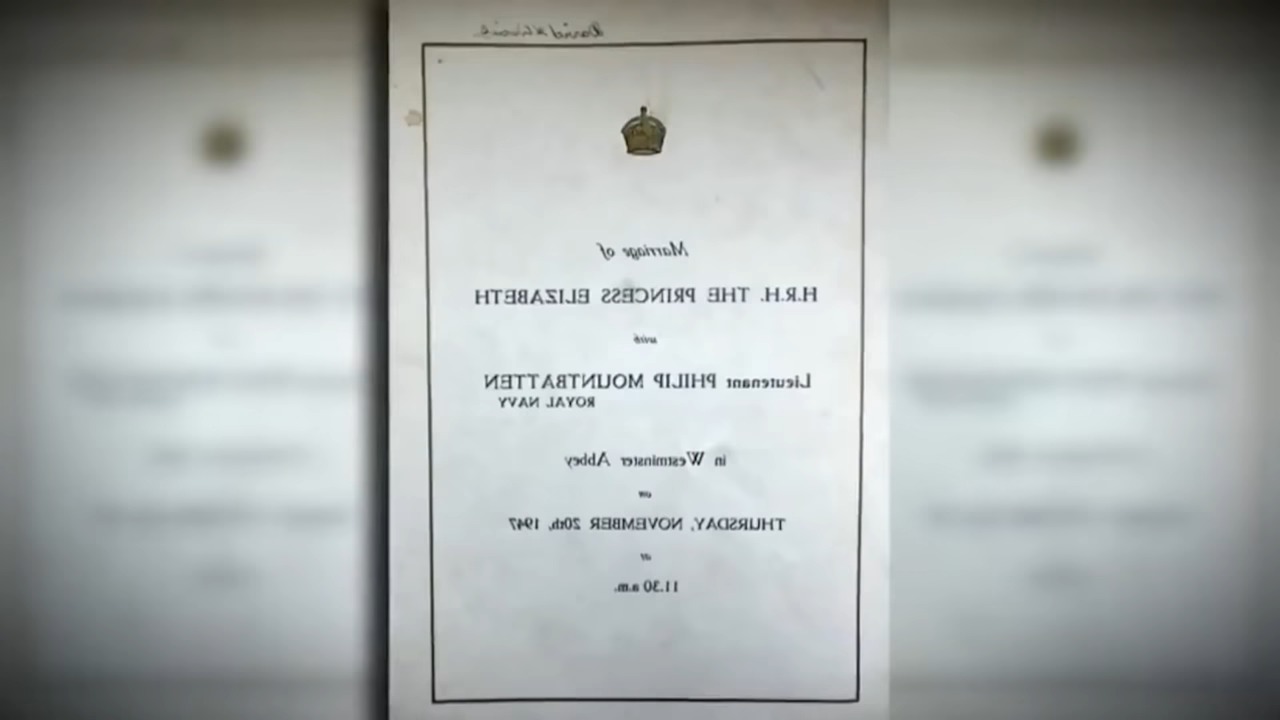 Marriage of
H.R.H. THE PRINCESS ELIZABETH
with
Lieutenant PHILIP MOUNTBATTEN
ROYAL NAVY
in Westminster Abbey
on
THURSDAY, NOVEMBER 20th, 1947
at
11.30 a.m.